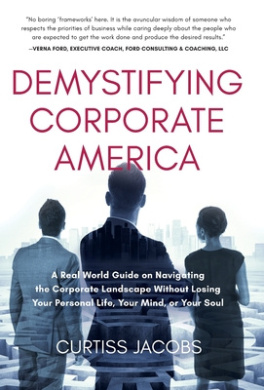 "No boring 'frameworks' here. It is the avuncular wisdom of someone who
respects the priorities of business while caring deeply about the people who
are expected to get the work done and produce the desired results."
—VERNA FORD, EXECUTIVE COACH, FORD CONSULTING & COACHING, LLC
DEMYSTIFYING
CORPORATE
AMERICA
A Real World Guide on Navigating
the Corporate Landscape Without Losing
Your Personal Life, Your Mind, or Your Soul
CURTISS JACOBS